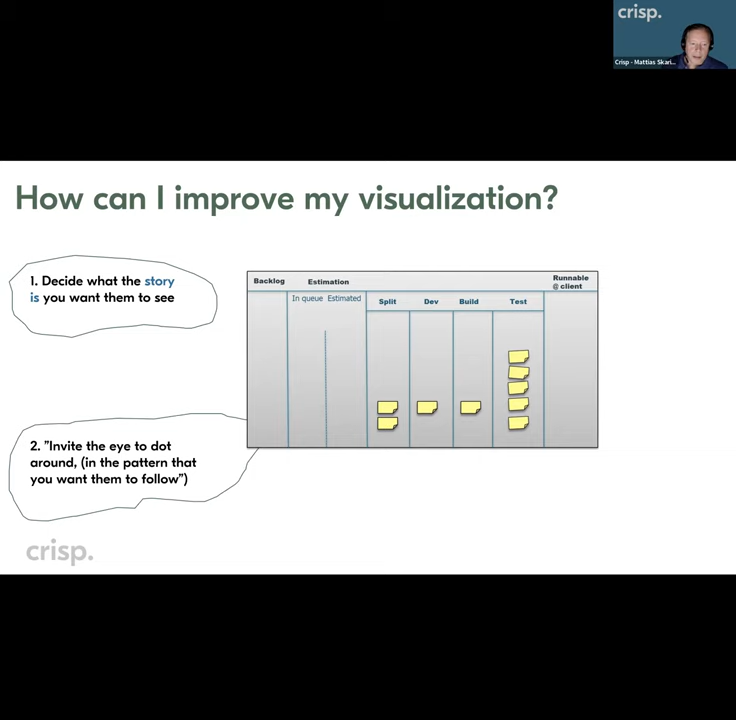 crisp.
Crisp - Mattias Skari...
How can I improve my visualization?
1. Decide what the story
is you want them to see
Backlog
Estimation
Runnable
@ client
In queue
Estimated
Split
Dev
Build
Test
2. "Invite the eye to dot
around, (in the pattern that
you want them to follow")
crisp.